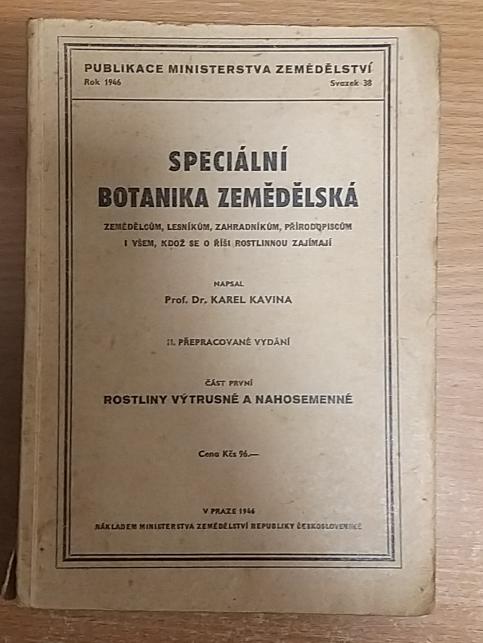 PUBLIKACE MINISTERSTVA ZEMĚDĚLSTVÍ
Rok 1946 Svazek 38
SPECIÁLNÍ
BOTANIKA ZEMĚDĚLSKÁ
ZEMĚDĚLCŮM, LESNÍKŮM, ZAHRADNÍKŮM, PŘÍRODOPISCŮM
I VŠEM, KDOŽ SE O ŘÍŠI ROSTLINNOU ZAJÍMAJÍ
NAPSAL
Prof. Dr. KAREL KAVINA
II. PŘEPRACOVANÉ VYDÁNÍ
ČÁST PRVNÍ
ROSTLINY VÝTRUSNÉ A NAHOSEMENNÉ
Cena Kčs 96.—
V PRAZE 1946
NÁKLADEM MINISTERSTVA ZEMĚDĚLSTVÍ REPUBLIKY ČESKOSLOVENSKÉ